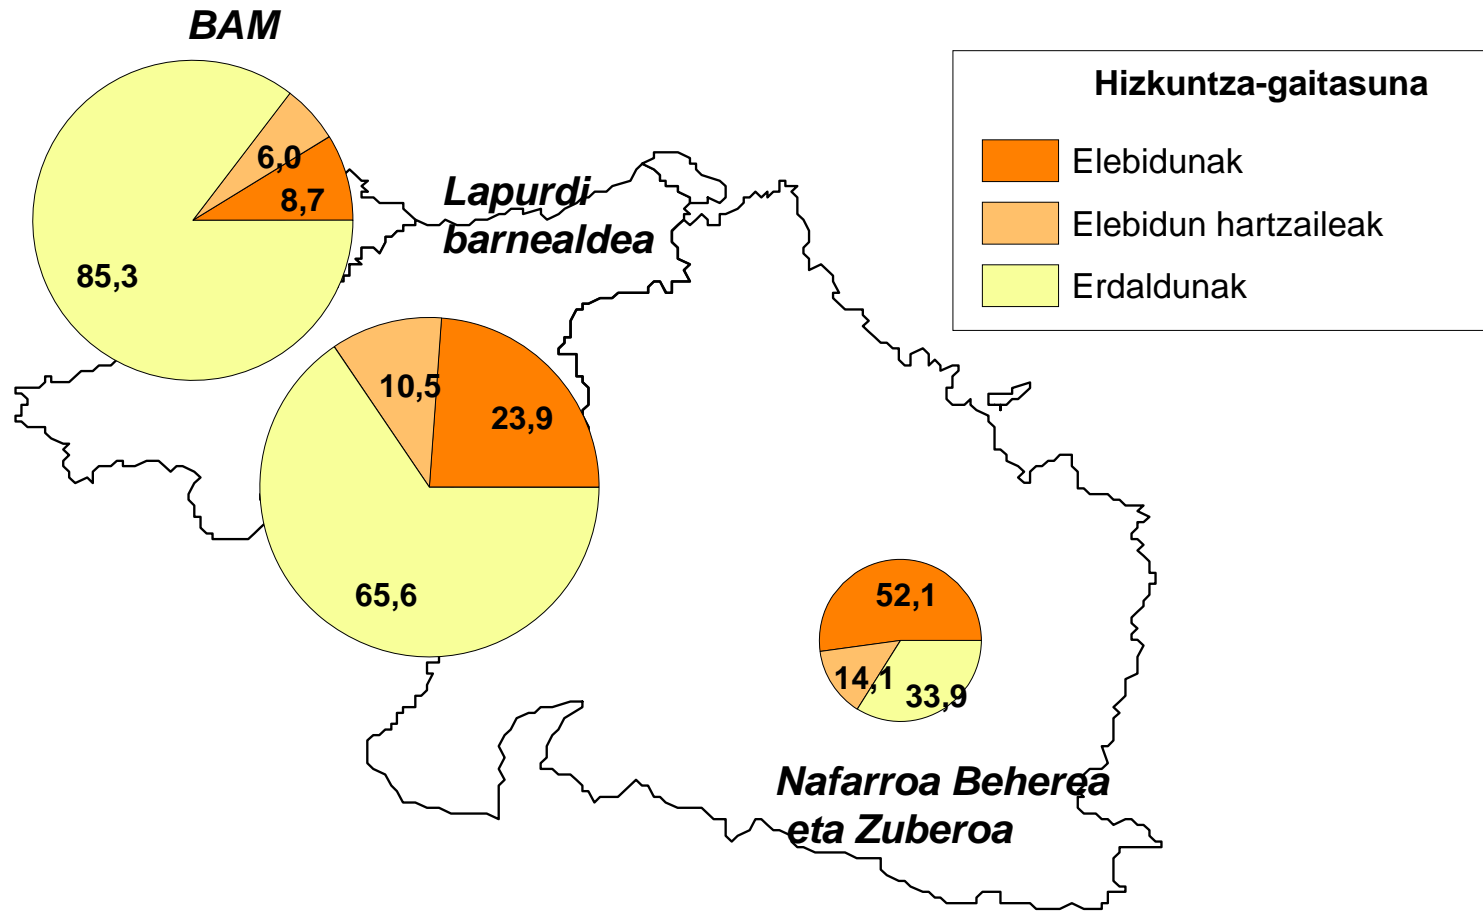 BAM
Hizkuntza-gaitasuna
Elebidunak
Elebidun hartzaileak
Erdaldunak
6,0
8,7
85,3
Lapurdi
barnealdea
10,5
23,9
65,6
52,1
14,1
33,9
Nafarroa Beherea
eta Zuberoa